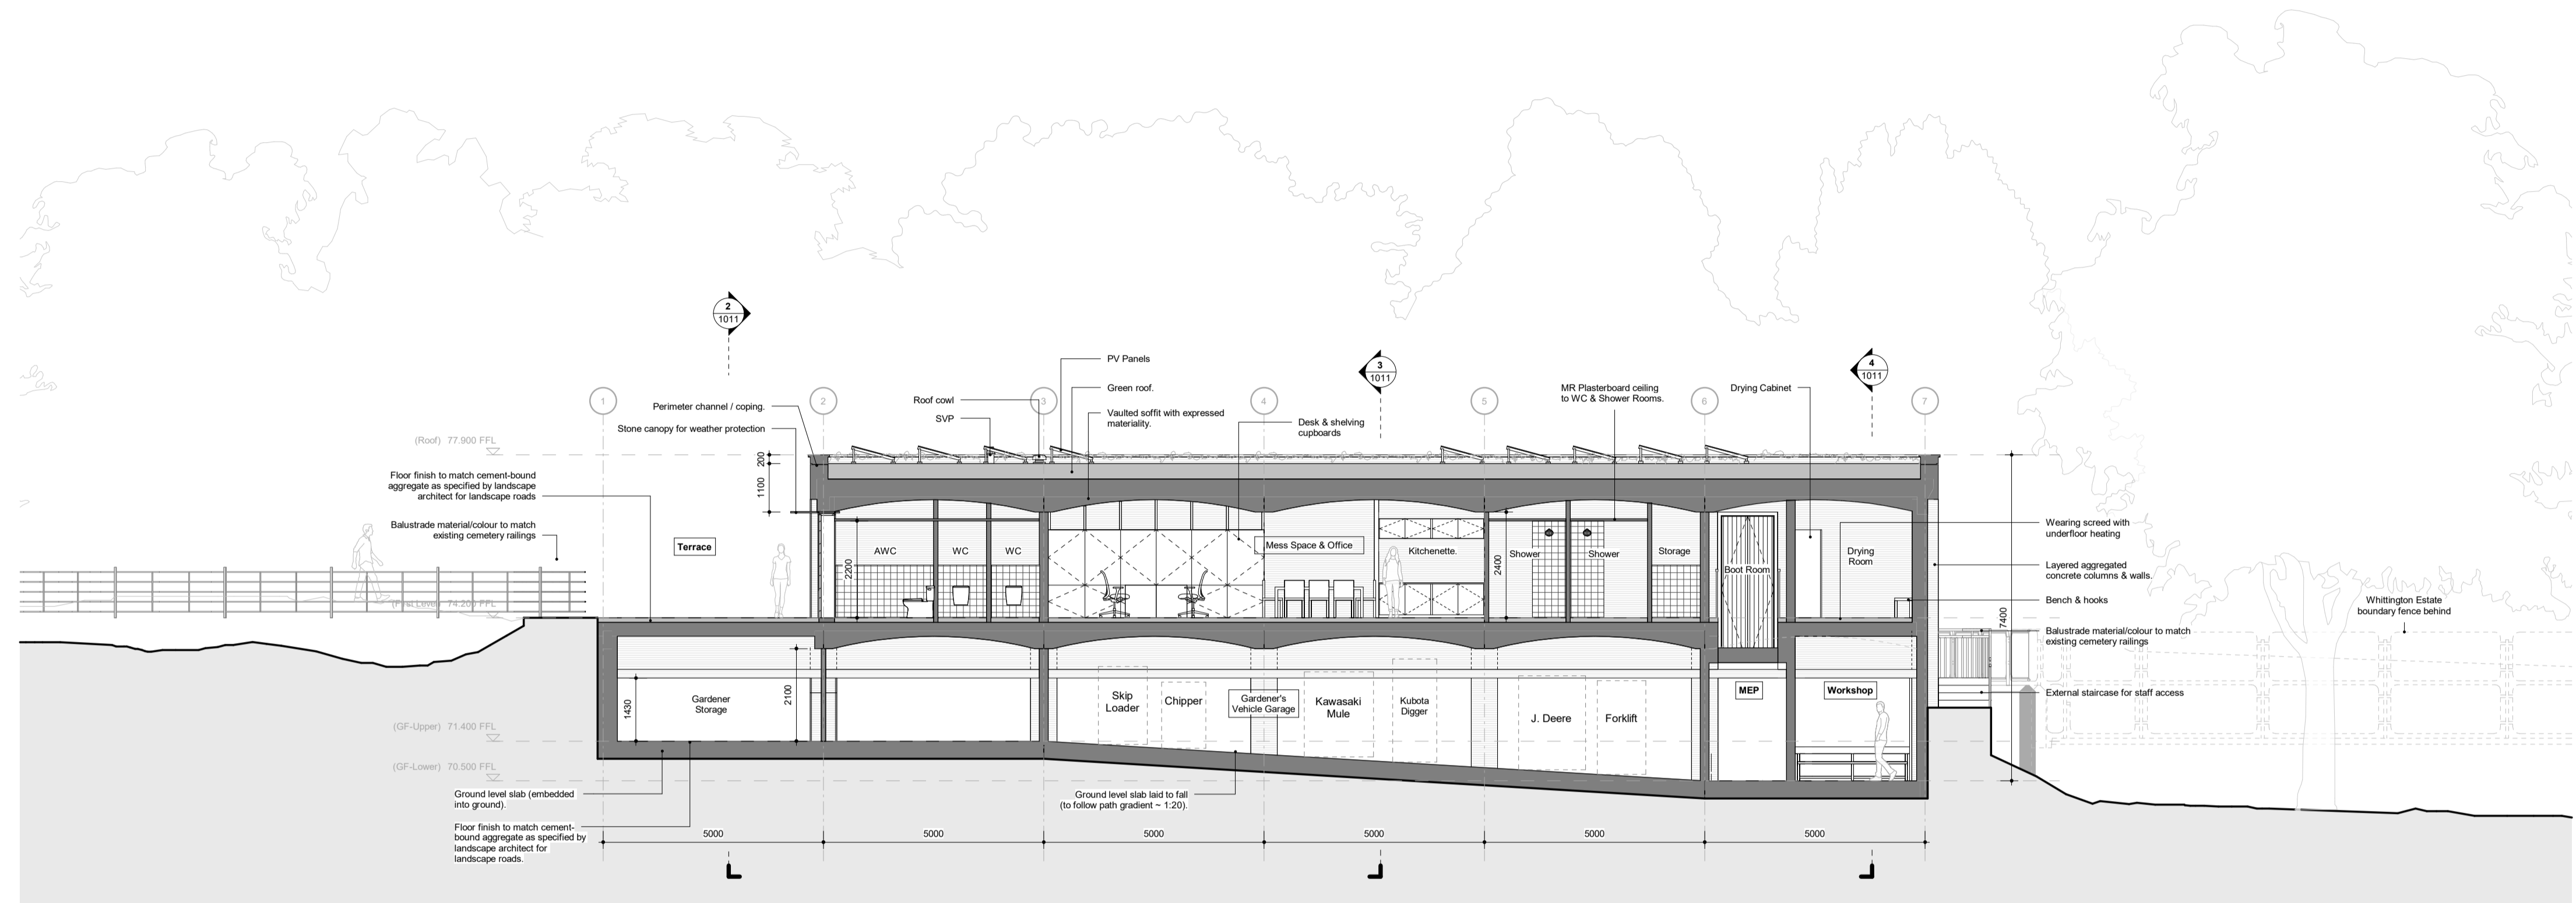 2
1011
3
1011
4
1011
PV Panels
Green roof.
Roof cowl
SVP
Vaulted soffit with expressed
materiality.
Desk & shelving
cupboards
MR Plasterboard ceiling
to WC & Shower Rooms.
Drying Cabinet
1
2
3
4
5
6
7
Perimeter channel / coping.
Stone canopy for weather protection
(Roof) 77.900 FFL
200
1100
Floor finish to match cement-bound
aggregate as specified by landscape
architect for landscape roads
Balustrade material/colour to match
existing cemetery railings
Terrace
(First Level) 74.200 FFL
AWC
WC
WC
2200
Mess Space & Office
Kitchenette.
2400
Shower
Shower
Storage
Boot Room
Drying
Room
Wearing screed with
underfloor heating
Layered aggregated
concrete columns & walls.
Bench & hooks
Balustrade material/colour to match
existing cemetery railings
Whittington Estate
boundary fence behind
7400
External staircase for staff access
1430
Gardener
Storage
2100
Skip
Loader
Chipper
Gardener's
Vehicle Garage
Kawasaki
Mule
Kubota
Digger
J. Deere
Forklift
MEP
Workshop
(GF-Upper) 71.400 FFL
(GF-Lower) 70.500 FFL
Ground level slab (embedded
into ground).
Ground level slab laid to fall
(to follow path gradient ~ 1:20).
Floor finish to match cement-
bound aggregate as specified by
landscape architect for
landscape roads.
5000
5000
5000
5000
5000
5000